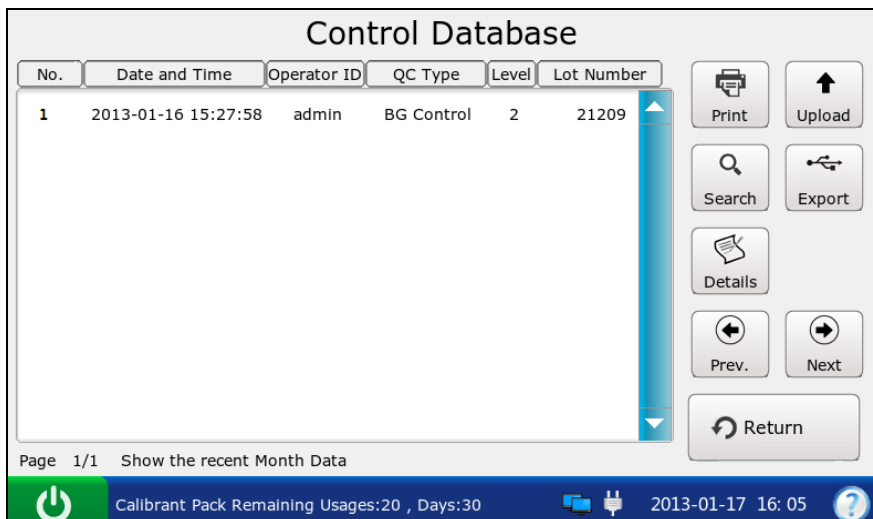 Control Database
No. Date and Time Operator ID QC Type Level Lot Number
1 2013-01-16 15:27:58 admin BG Control 2 21209
Print Upload
Search Export
Details
Prev. Next
Return
Page 1/1 Show the recent Month Data
Calibrant Pack Remaining Usages:20 , Days:30 2013-01-17 16: 05 ?